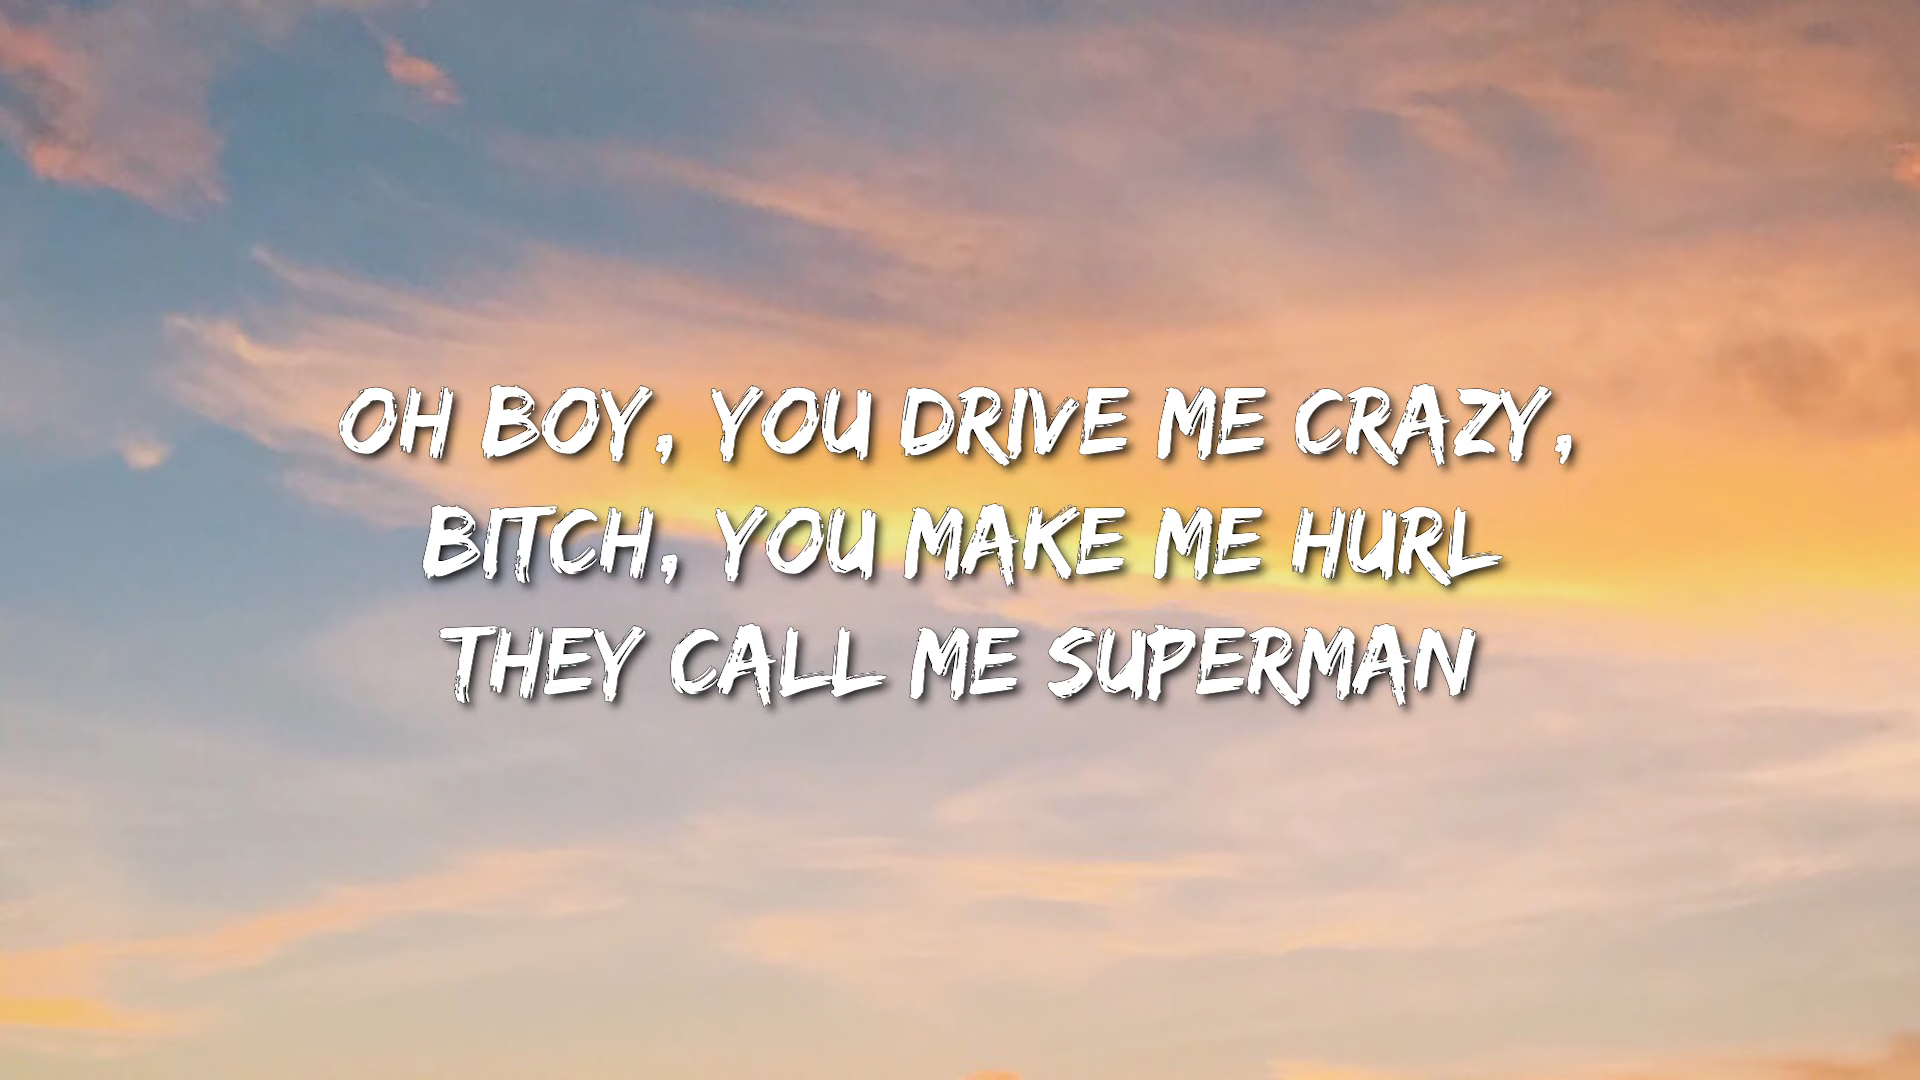 OH BOY, YOU DRIVE ME CRAZY,
BITCH, YOU MAKE ME HURL
THEY CALL ME SUPERMAN